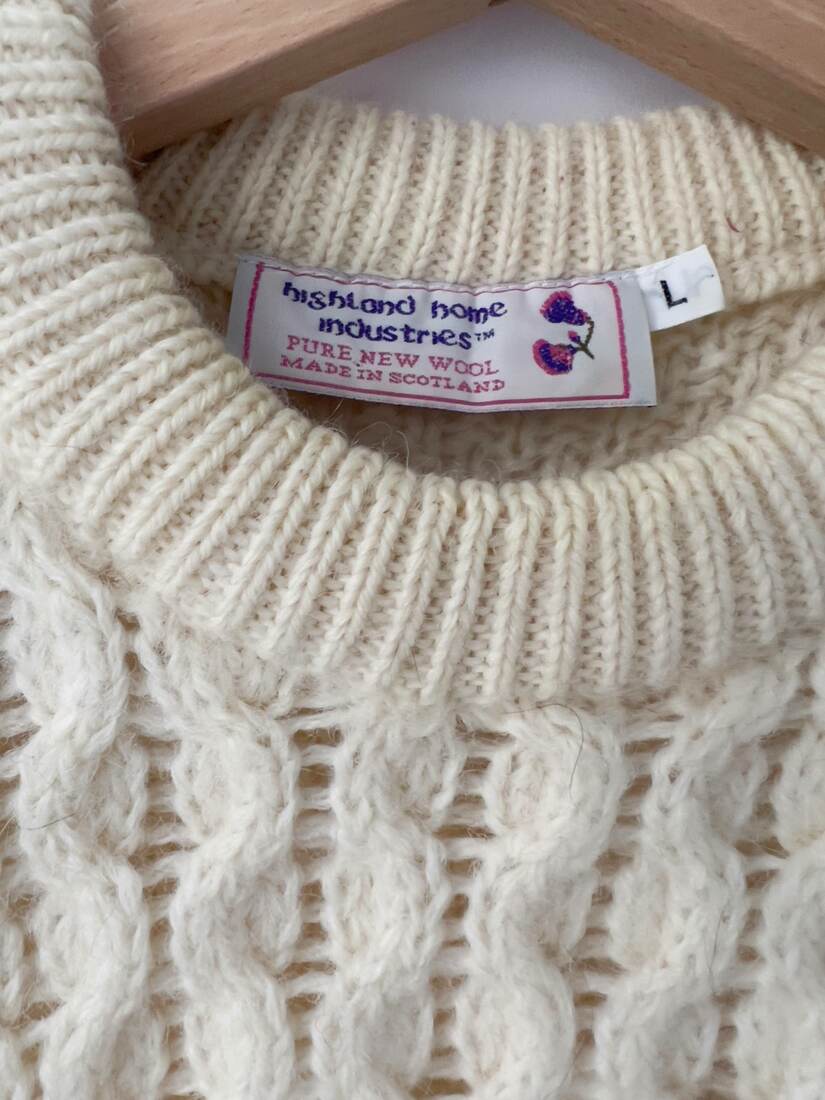 highland home
industries™
PURE NEW WOOL
MADE IN SCOTLAND
L